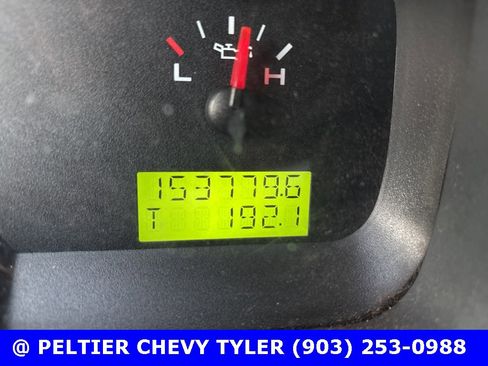 L H
153779.6
T 192.1
@ PELTIER CHEVY TYLER (903) 253-0988